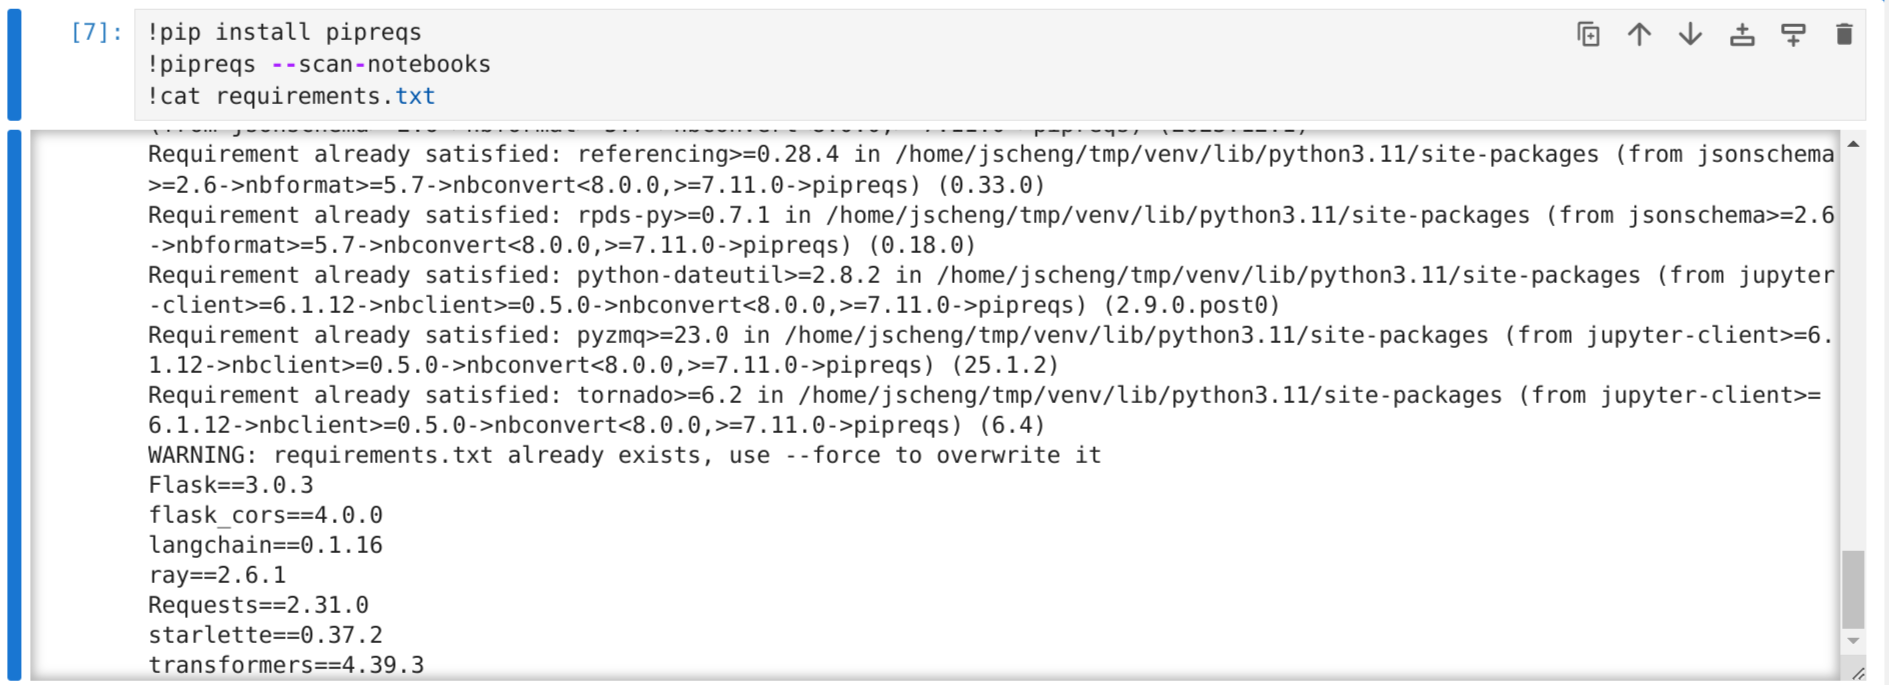 [7]: !pip install pipreqs
!pipreqs --scan-notebooks
!cat requirements.txt
Requirement already satisfied: referencing>=0.28.4 in /home/jscheng/tmp/venv/lib/python3.11/site-packages (from jsonschema
>=2.6->nbformat>=5.7->nbconvert<8.0.0,>=7.11.0->pipreqs) (0.33.0)
Requirement already satisfied: rpds-py>=0.7.1 in /home/jscheng/tmp/venv/lib/python3.11/site-packages (from jsonschema>=2.6
->nbformat>=5.7->nbconvert<8.0.0,>=7.11.0->pipreqs) (0.18.0)
Requirement already satisfied: python-dateutil>=2.8.2 in /home/jscheng/tmp/venv/lib/python3.11/site-packages (from jupyter
-client>=6.1.12->nbclient>=0.5.0->nbconvert<8.0.0,>=7.11.0->pipreqs) (2.9.0.post0)
Requirement already satisfied: pyzmq>=23.0 in /home/jscheng/tmp/venv/lib/python3.11/site-packages (from jupyter-client>=6.
1.12->nbclient>=0.5.0->nbconvert<8.0.0,>=7.11.0->pipreqs) (25.1.2)
Requirement already satisfied: tornado>=6.2 in /home/jscheng/tmp/venv/lib/python3.11/site-packages (from jupyter-client>=
6.1.12->nbclient>=0.5.0->nbconvert<8.0.0,>=7.11.0->pipreqs) (6.4)
WARNING: requirements.txt already exists, use --force to overwrite it
Flask==3.0.3
flask_cors==4.0.0
langchain==0.1.16
ray==2.6.1
Requests==2.31.0
starlette==0.37.2
transformers==4.39.3